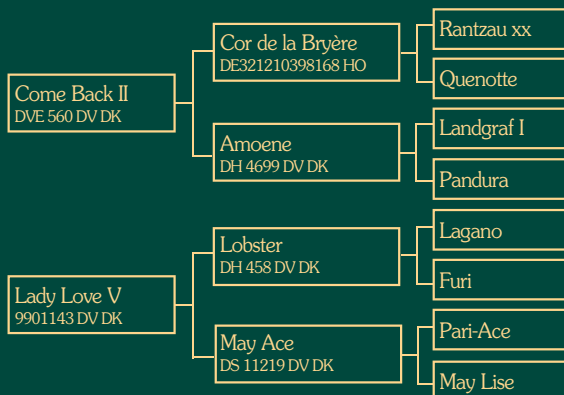 Come Back II
DVE 560 DV DK
Cor de la Bryère
DE321210398168 HO
Rantzau xx
Quenotte
Amoene
DH 4699 DV DK
Landgraf I
Pandura
Lady Love V
9901143 DV DK
Lobster
DH 458 DV DK
Lagano
Furi
May Ace
DS 11219 DV DK
Pari-Ace
May Lise